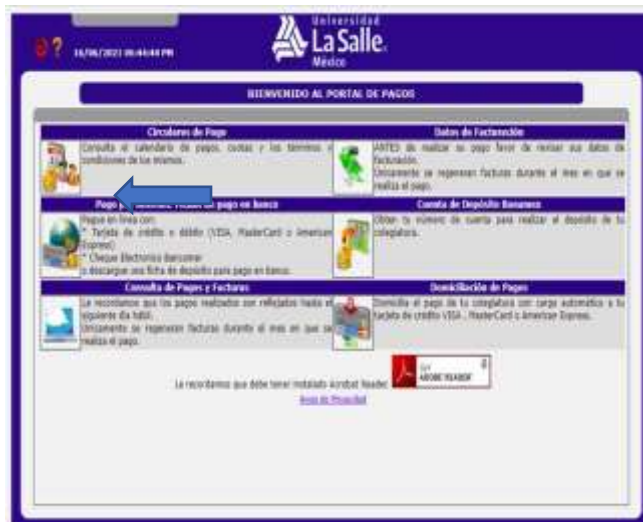 Universidad
La Salle
México
BIENVENIDO AL PORTAL DE PAGOS
Circulares de Pago
Consulta el calendario de pagos, cuotas y los términos y
condiciones de los mismos.
Datos de Facturación
ANTES de realizar su pago favor de revisar sus datos de
facturación.
Únicamente se regeneran facturas durante el mes en que se
realiza el pago.
Pago de pago en banco
Pague en línea con:
* Tarjeta de crédito o débito (VISA, MasterCard o American
Express)
* Cheque Electrónico Bancomer
o descargue una ficha de depósito para pago en banco.
Cuenta de Depósito Banamex
Obten tu número de cuenta para realizar el depósito de tu
colegiatura.
Consulta de Pagos y Facturas
Le recordamos que los pagos realizados son reflejados hasta el
siguiente día hábil.
Únicamente se regeneran facturas durante el mes en que se
realiza el pago.
Domiciliación de Pagos
Domicilia el pago de tu colegiatura con cargo automático a tu
tarjeta de crédito VISA , MasterCard o American Express.
Le recordamos que debe tener instalado Acrobat Reader
Get
ADOBE READER
Aviso de Privacidad